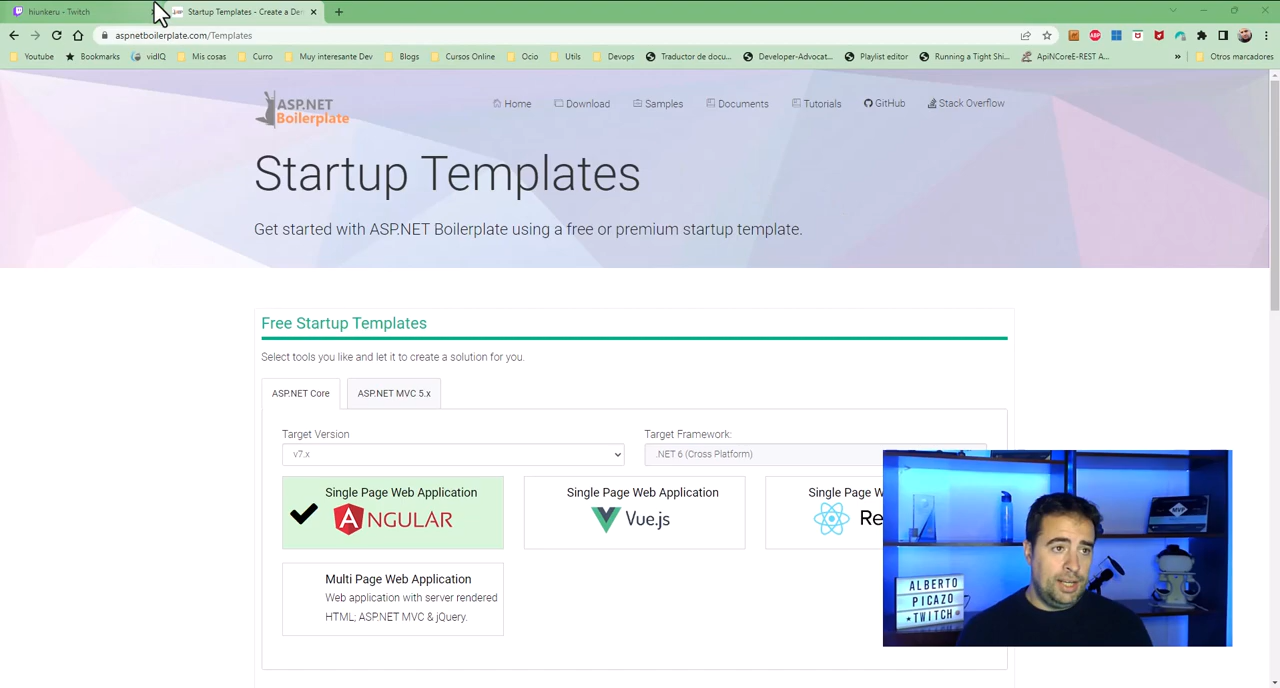 hiunkeru - Twitch
Startup Templates - Create a De
aspnetboilerplate.com/Templates
Youtube
Bookmarks
vidIQ
Mis cosas
Curro
Muy interesante Dev
Blogs
Cursos Online
Ocio
Utils
Devops
Traductor de docu...
Developer-Advocat...
Playlist editor
Running a Tight Shi...
ApiNCore-REST A...
»
Otros marcadores
ASP.NET
Boilerplate
Home
Download
Samples
Documents
Tutorials
GitHub
Stack Overflow
Startup Templates
Get started with ASP.NET Boilerplate using a free or premium startup template.
Free Startup Templates
Select tools you like and let it to create a solution for you.
ASP.NET Core
ASP.NET MVC 5.x
Target Version
Target Framework:
v7.x
.NET 6 (Cross Platform)
Single Page Web Application
ANGULAR
Single Page Web Application
Vue.js
Single Page W
Re
Multi Page Web Application
Web application with server rendered
HTML; ASP.NET MVC & jQuery.
ALBERTO
PICAZO
TWITCH
MVP